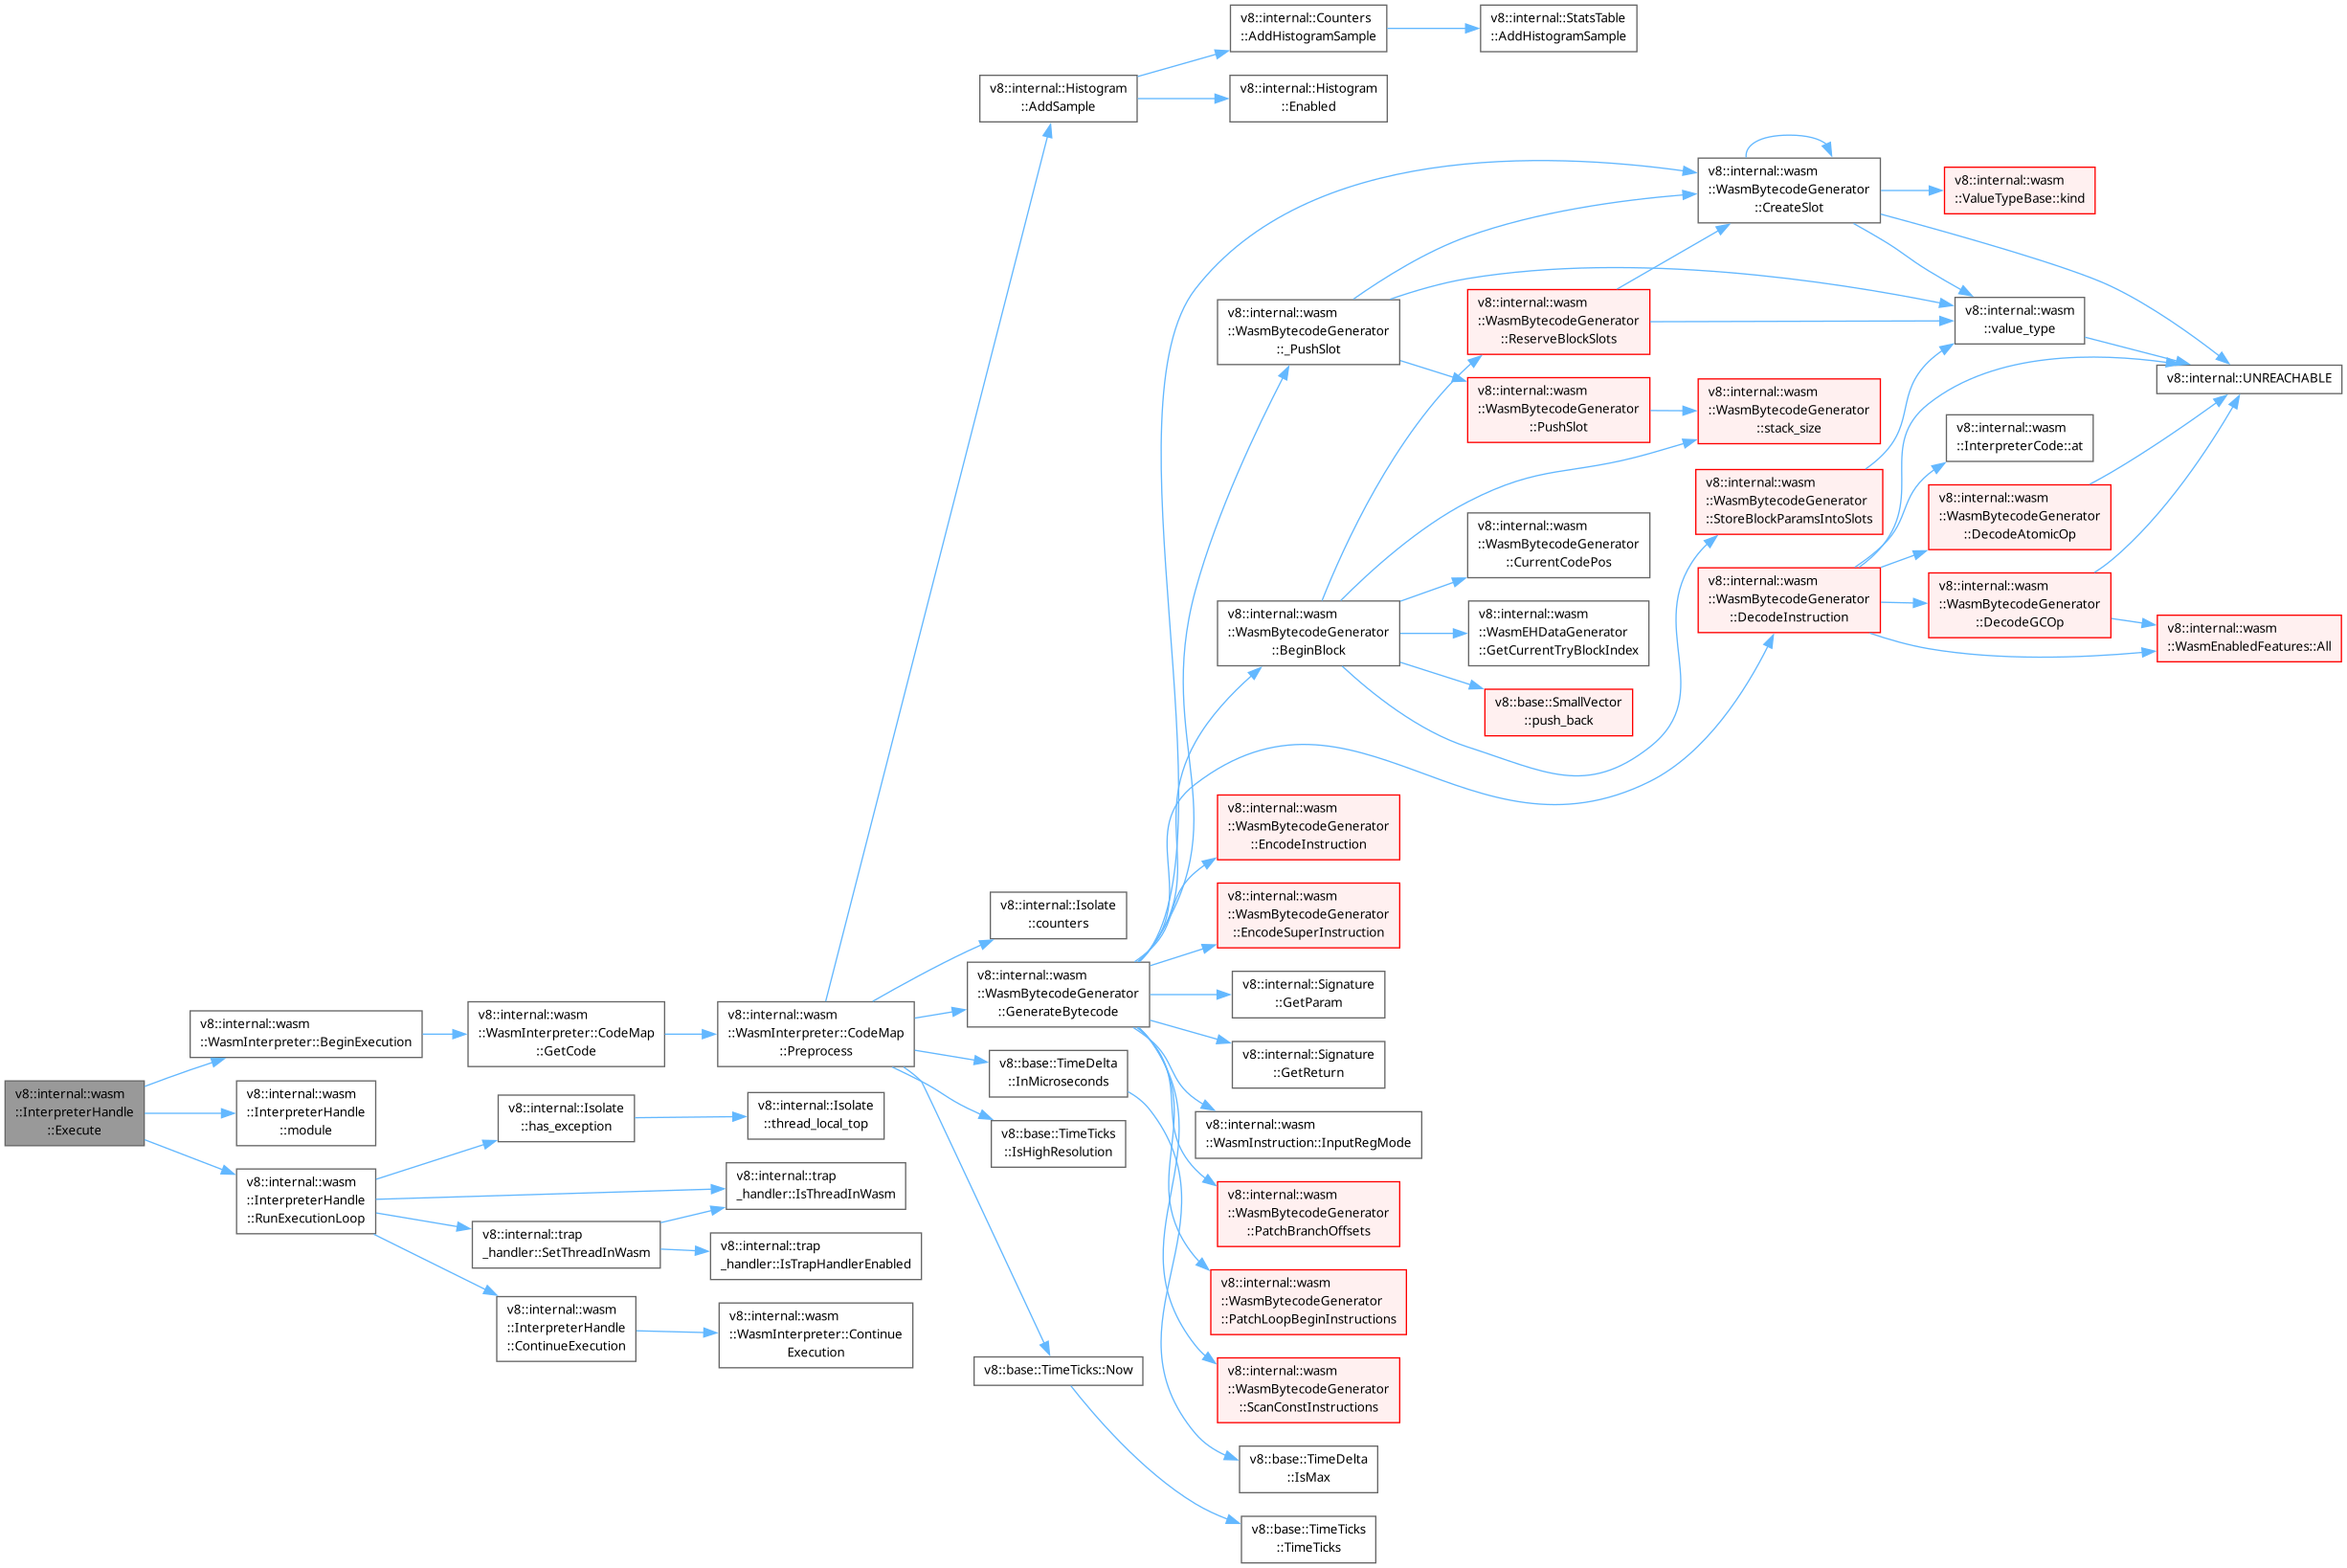 v8::internal::wasm
::InterpreterHandle
::Execute
v8::internal::wasm
::WasmInterpreter::BeginExecution
v8::internal::wasm
::InterpreterHandle
::module
v8::internal::wasm
::InterpreterHandle
::RunExecutionLoop
v8::internal::wasm
::WasmInterpreter::CodeMap
::GetCode
v8::internal::Isolate
::has_exception
v8::internal::trap
_handler::SetThreadInWasm
v8::internal::wasm
::InterpreterHandle
::ContinueExecution
v8::internal::wasm
::WasmInterpreter::CodeMap
::Preprocess
v8::internal::Isolate
::thread_local_top
v8::internal::trap
_handler::IsThreadInWasm
v8::internal::trap
_handler::IsTrapHandlerEnabled
v8::internal::wasm
::WasmInterpreter::Continue
Execution
v8::internal::Histogram
::AddSample
v8::internal::Isolate
::counters
v8::internal::wasm
::WasmBytecodeGenerator
::GenerateBytecode
v8::base::TimeDelta
::InMicroseconds
v8::base::TimeTicks
::IsHighResolution
v8::base::TimeTicks::Now
v8::internal::Counters
::AddHistogramSample
v8::internal::Histogram
::Enabled
v8::internal::wasm
::WasmBytecodeGenerator
::_PushSlot
v8::internal::wasm
::WasmBytecodeGenerator
::BeginBlock
v8::internal::wasm
::WasmBytecodeGenerator
::EncodeInstruction
v8::internal::wasm
::WasmBytecodeGenerator
::EncodeSuperInstruction
v8::internal::Signature
::GetParam
v8::internal::Signature
::GetReturn
v8::internal::wasm
::WasmInstruction::InputRegMode
v8::internal::wasm
::WasmBytecodeGenerator
::PatchBranchOffsets
v8::internal::wasm
::WasmBytecodeGenerator
::PatchLoopBeginInstructions
v8::internal::wasm
::WasmBytecodeGenerator
::ScanConstInstructions
v8::base::TimeDelta
::IsMax
v8::base::TimeTicks
::TimeTicks
v8::internal::StatsTable
::AddHistogramSample
v8::internal::wasm
::WasmBytecodeGenerator
::ReserveBlockSlots
v8::internal::wasm
::WasmBytecodeGenerator
::PushSlot
v8::internal::wasm
::WasmBytecodeGenerator
::CurrentCodePos
v8::internal::wasm
::WasmEHDataGenerator
::GetCurrentTryBlockIndex
v8::base::SmallVector
::push_back
v8::internal::wasm
::WasmBytecodeGenerator
::CreateSlot
v8::internal::wasm
::WasmBytecodeGenerator
::stack_size
v8::internal::wasm
::WasmBytecodeGenerator
::StoreBlockParamsIntoSlots
v8::internal::wasm
::WasmBytecodeGenerator
::DecodeInstruction
v8::internal::wasm
::ValueTypeBase::kind
v8::internal::wasm
::value_type
v8::internal::wasm
::InterpreterCode::at
v8::internal::wasm
::WasmBytecodeGenerator
::DecodeAtomicOp
v8::internal::wasm
::WasmBytecodeGenerator
::DecodeGCOp
v8::internal::UNREACHABLE
v8::internal::wasm
::WasmEnabledFeatures::All